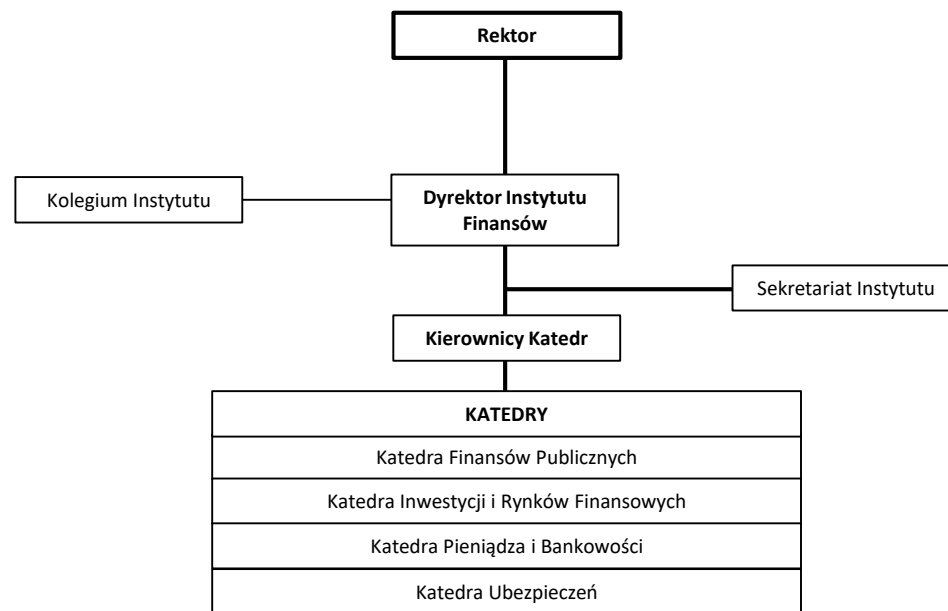 Rektor
Kolegium Instytutu
Dyrektor Instytutu
Finansów
Sekretariat Instytutu
Kierownicy Katedr
KATEDRY
Katedra Finansów Publicznych
Katedra Inwestycji i Rynków Finansowych
Katedra Pieniądza i Bankowości
Katedra Ubezpieczeń